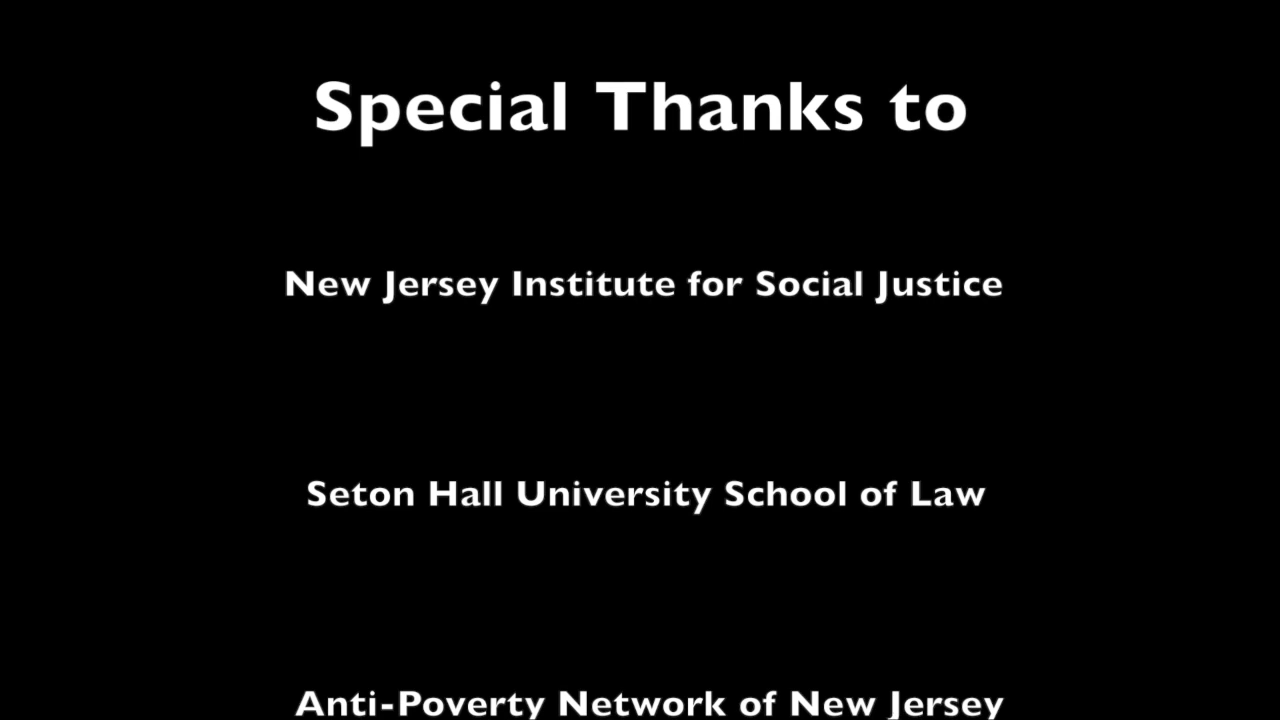 Special Thanks to
New Jersey Institute for Social Justice
Seton Hall University School of Law
Anti-Poverty Network of New Jersey